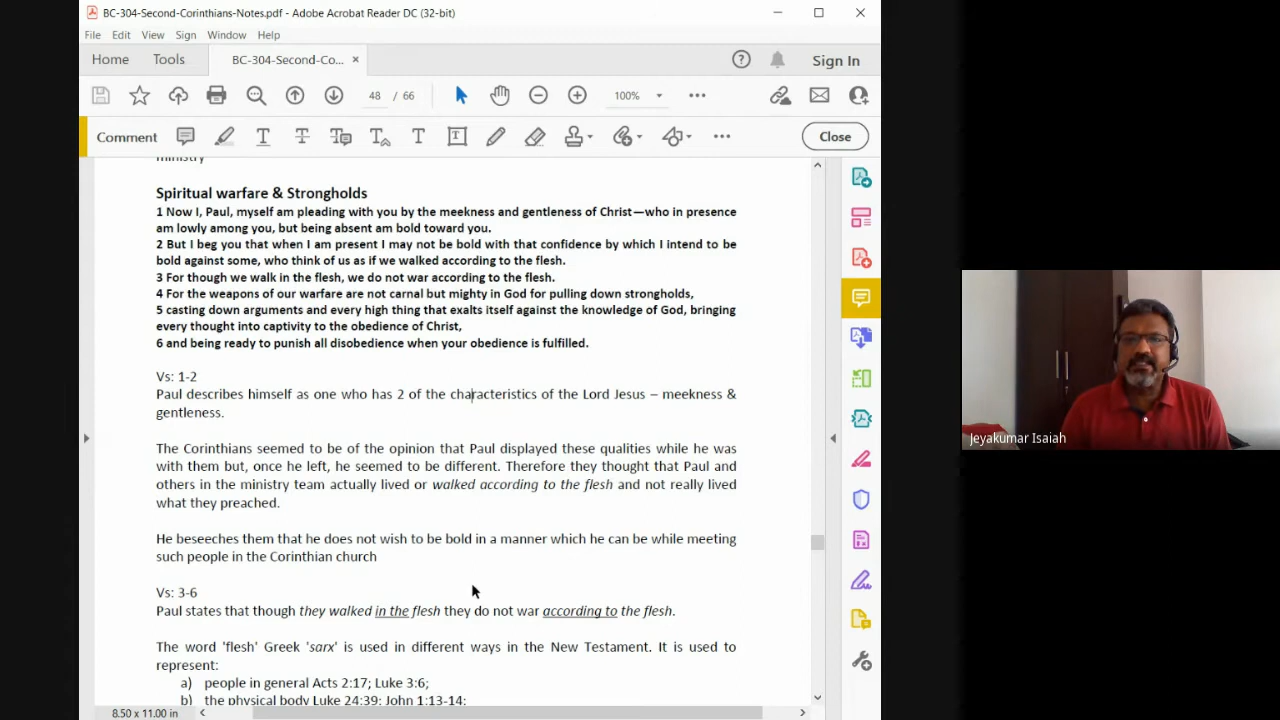 BC-304-Second-Corinthians-Notes.pdf - Adobe Acrobat Reader DC (32-bit)
File Edit View Sign Window Help
Home Tools BC-304-Second-Co... × Sign In
48 / 66 100%
Comment Close
ministry
Spiritual warfare & Strongholds
1 Now I, Paul, myself am pleading with you by the meekness and gentleness of Christ—who in presence
am lowly among you, but being absent am bold toward you.
2 But I beg you that when I am present I may not be bold with that confidence by which I intend to be
bold against some, who think of us as if we walked according to the flesh.
3 For though we walk in the flesh, we do not war according to the flesh.
4 For the weapons of our warfare are not carnal but mighty in God for pulling down strongholds,
5 casting down arguments and every high thing that exalts itself against the knowledge of God, bringing
every thought into captivity to the obedience of Christ,
6 and being ready to punish all disobedience when your obedience is fulfilled.
Vs: 1-2
Paul describes himself as one who has 2 of the characteristics of the Lord Jesus – meekness &
gentleness.
The Corinthians seemed to be of the opinion that Paul displayed these qualities while he was
with them but, once he left, he seemed to be different. Therefore they thought that Paul and
others in the ministry team actually lived or walked according to the flesh and not really lived
what they preached.
He beseeches them that he does not wish to be bold in a manner which he can be while meeting
such people in the Corinthian church
Vs: 3-6
Paul states that though they walked in the flesh they do not war according to the flesh.
The word 'flesh' Greek 'sarx' is used in different ways in the New Testament. It is used to
represent:
a) people in general Acts 2:17; Luke 3:6;
b) the physical body Luke 24:39; John 1:13-14;
8.50 x 11.00 in
Jeyakumar Isaiah